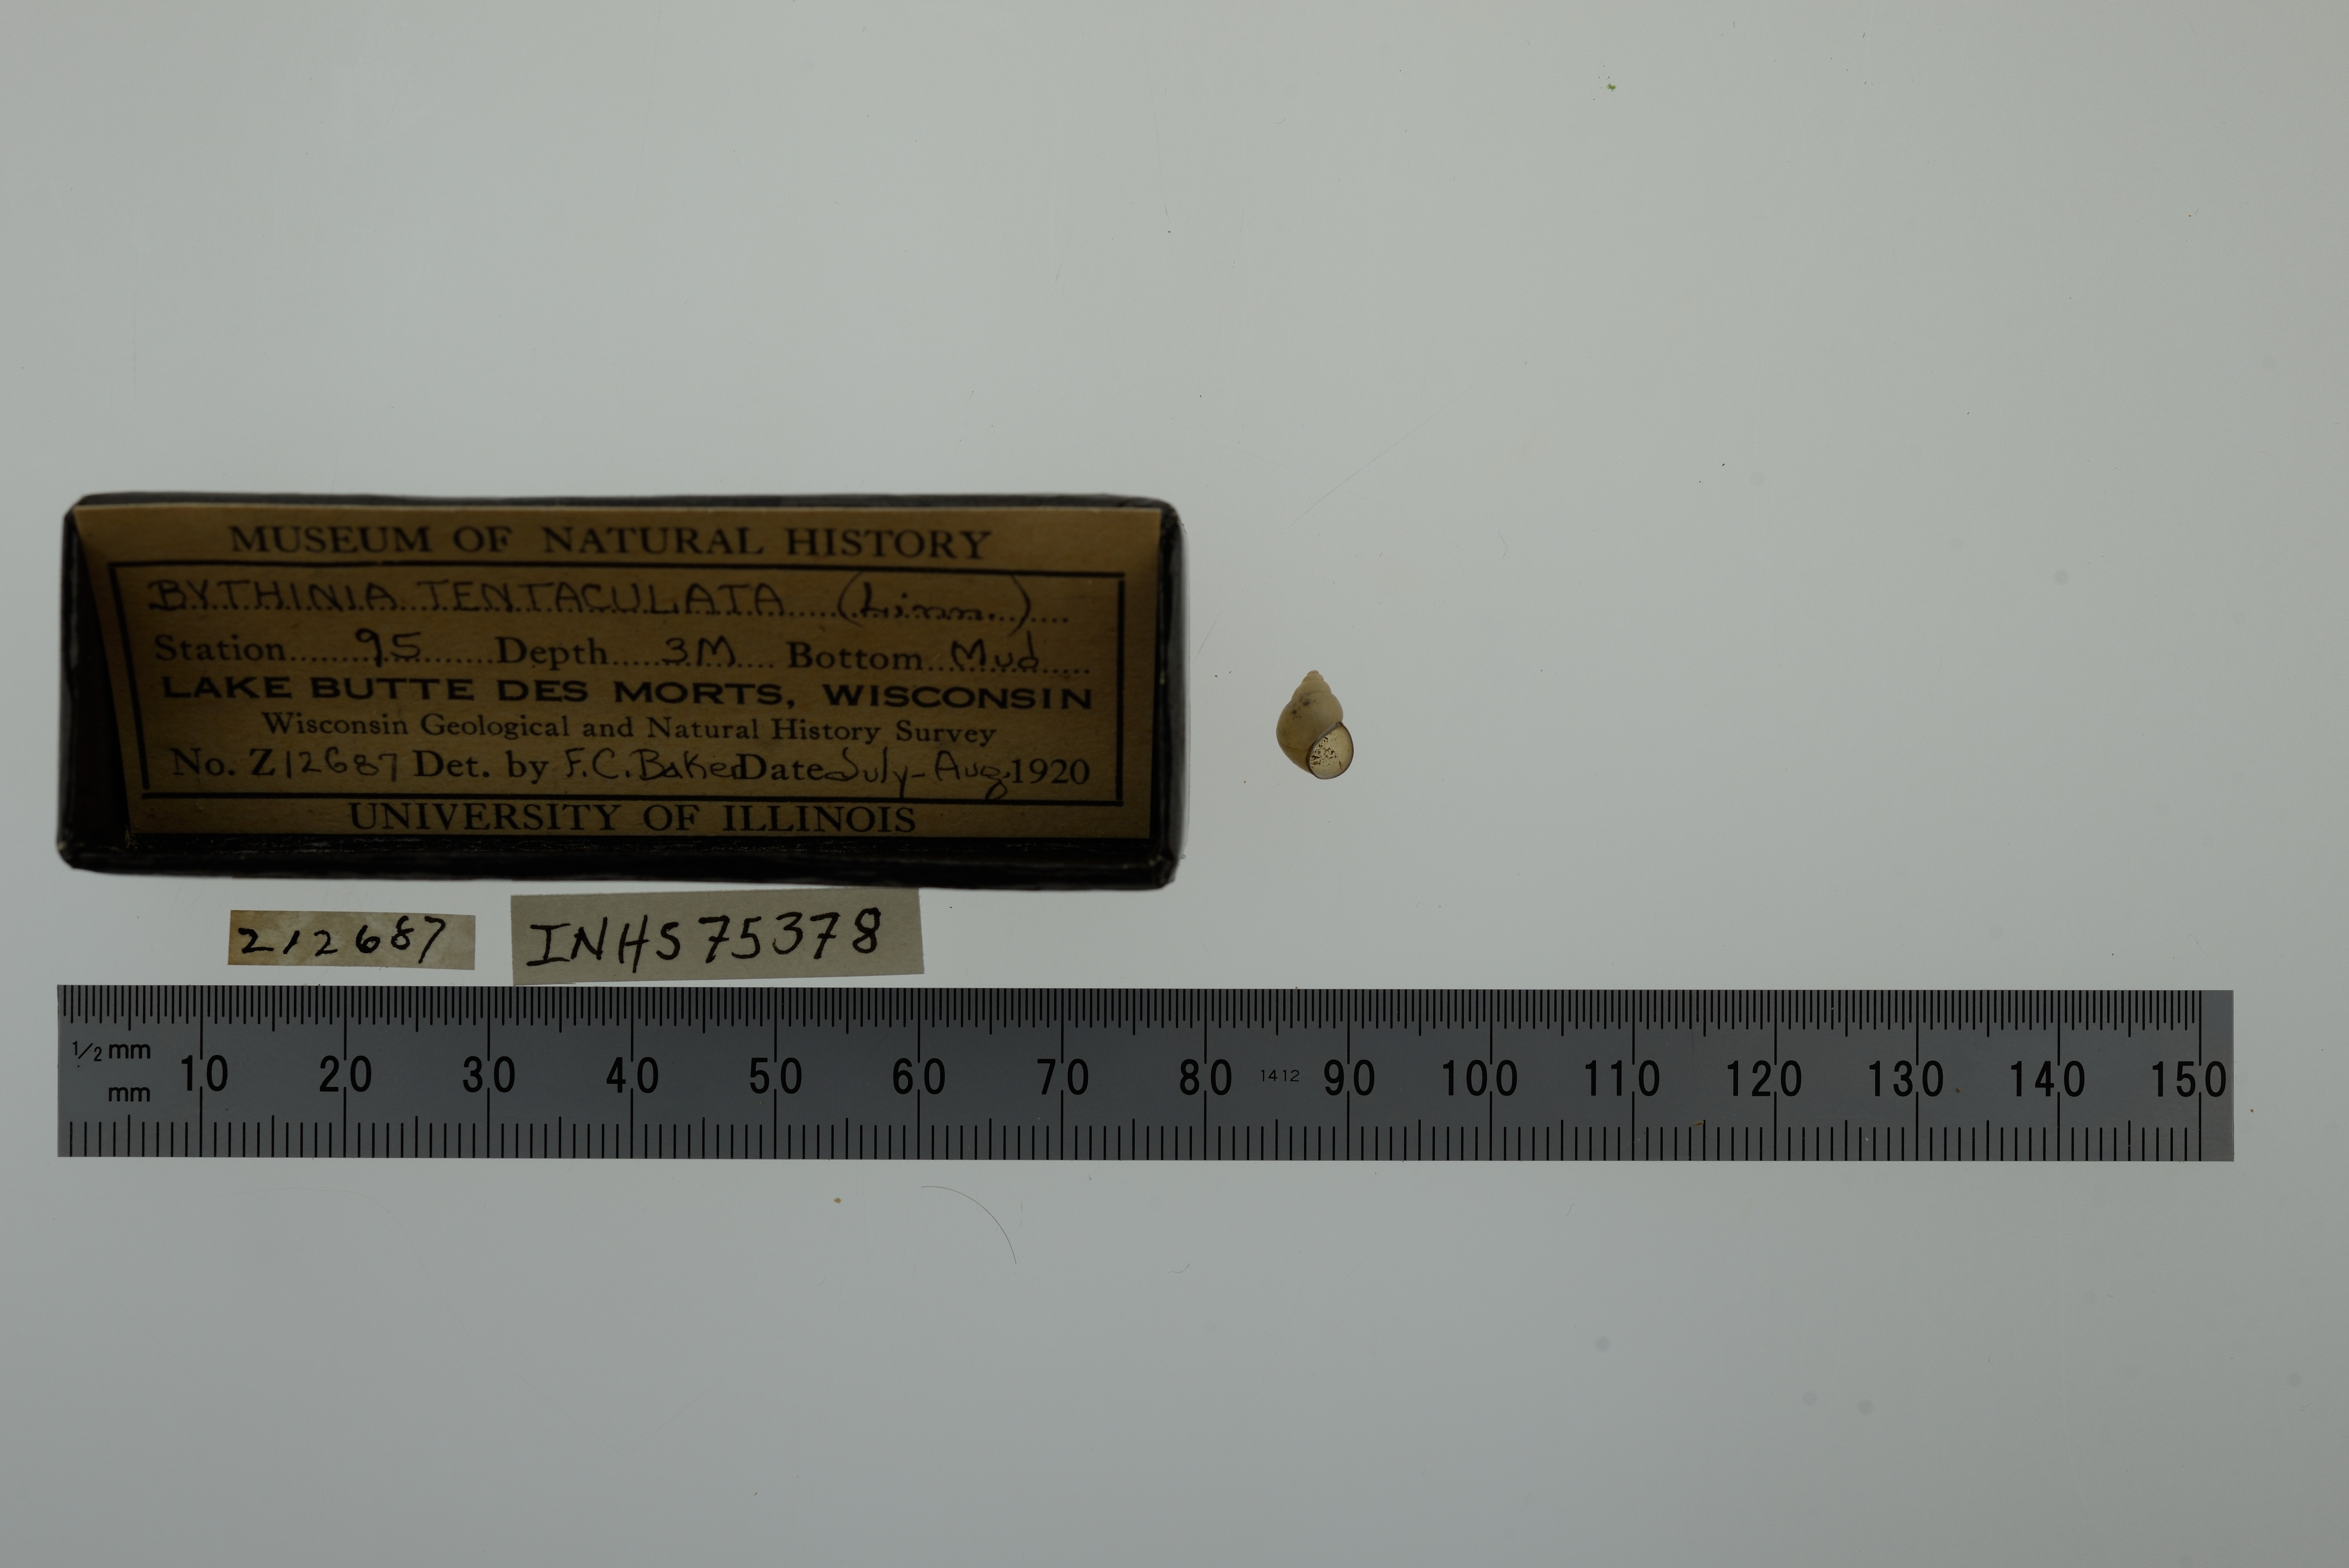 MUSEUM OF NATURAL HISTORY
BYTHINIA TENTACULATA (Linn.)
Station 95 Depth 3M Bottom Mud
LAKE BUTTE DES MORTS, WISCONSIN
Wisconsin Geological and Natural History Survey
No. Z12687 Det. by F.C. Baker Date July-Aug. 1920
UNIVERSITY OF ILLINOIS
Z12687
INHS 75378
1/2 mm
10 20 30 40 50 60 70 80 1412 90 100 110 120 130 140 150
mm